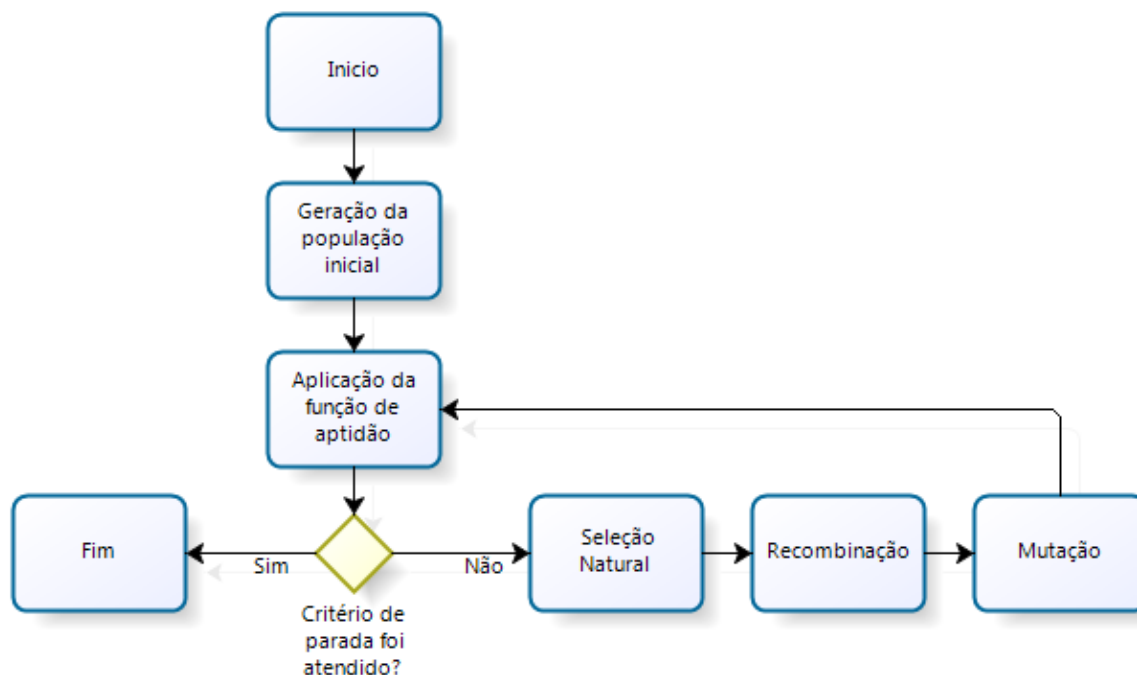 Inicio
Geração da
população
inicial
Aplicação da
função de
aptidão
Fim
Sim
Não
Seleção
Natural
Recombinação
Mutação
Critério de
parada foi
atendido?